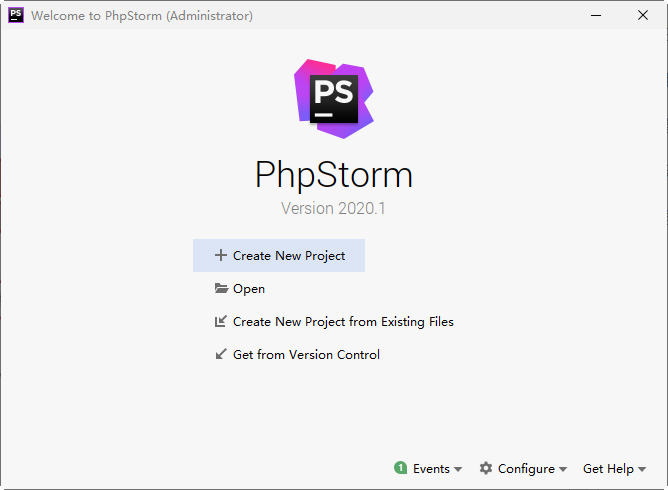 PS Welcome to PhpStorm (Administrator)
PS
PhpStorm
Version 2020.1
Create New Project
Open
Create New Project from Existing Files
Get from Version Control
1 Events Configure Get Help